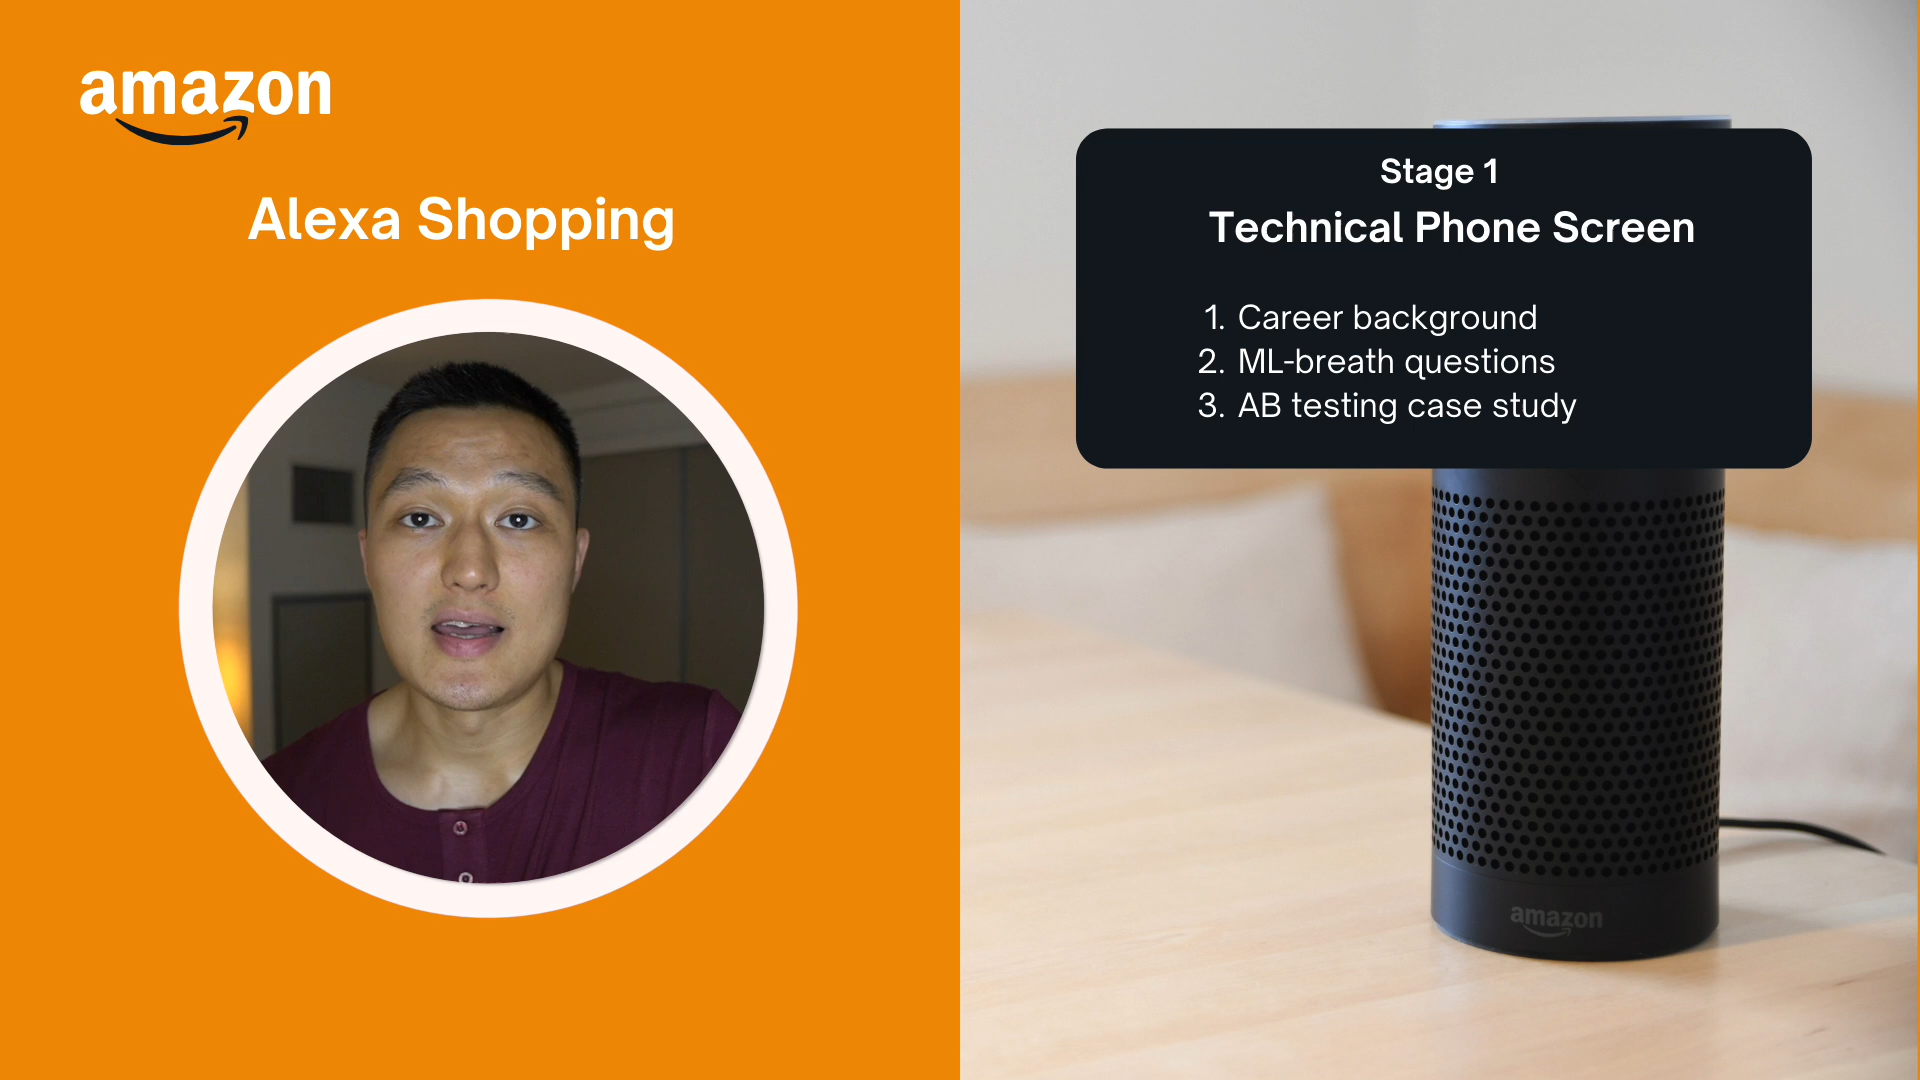 amazon
Alexa Shopping
Stage 1
Technical Phone Screen
1. Career background
2. ML-breath questions
3. AB testing case study
amazon